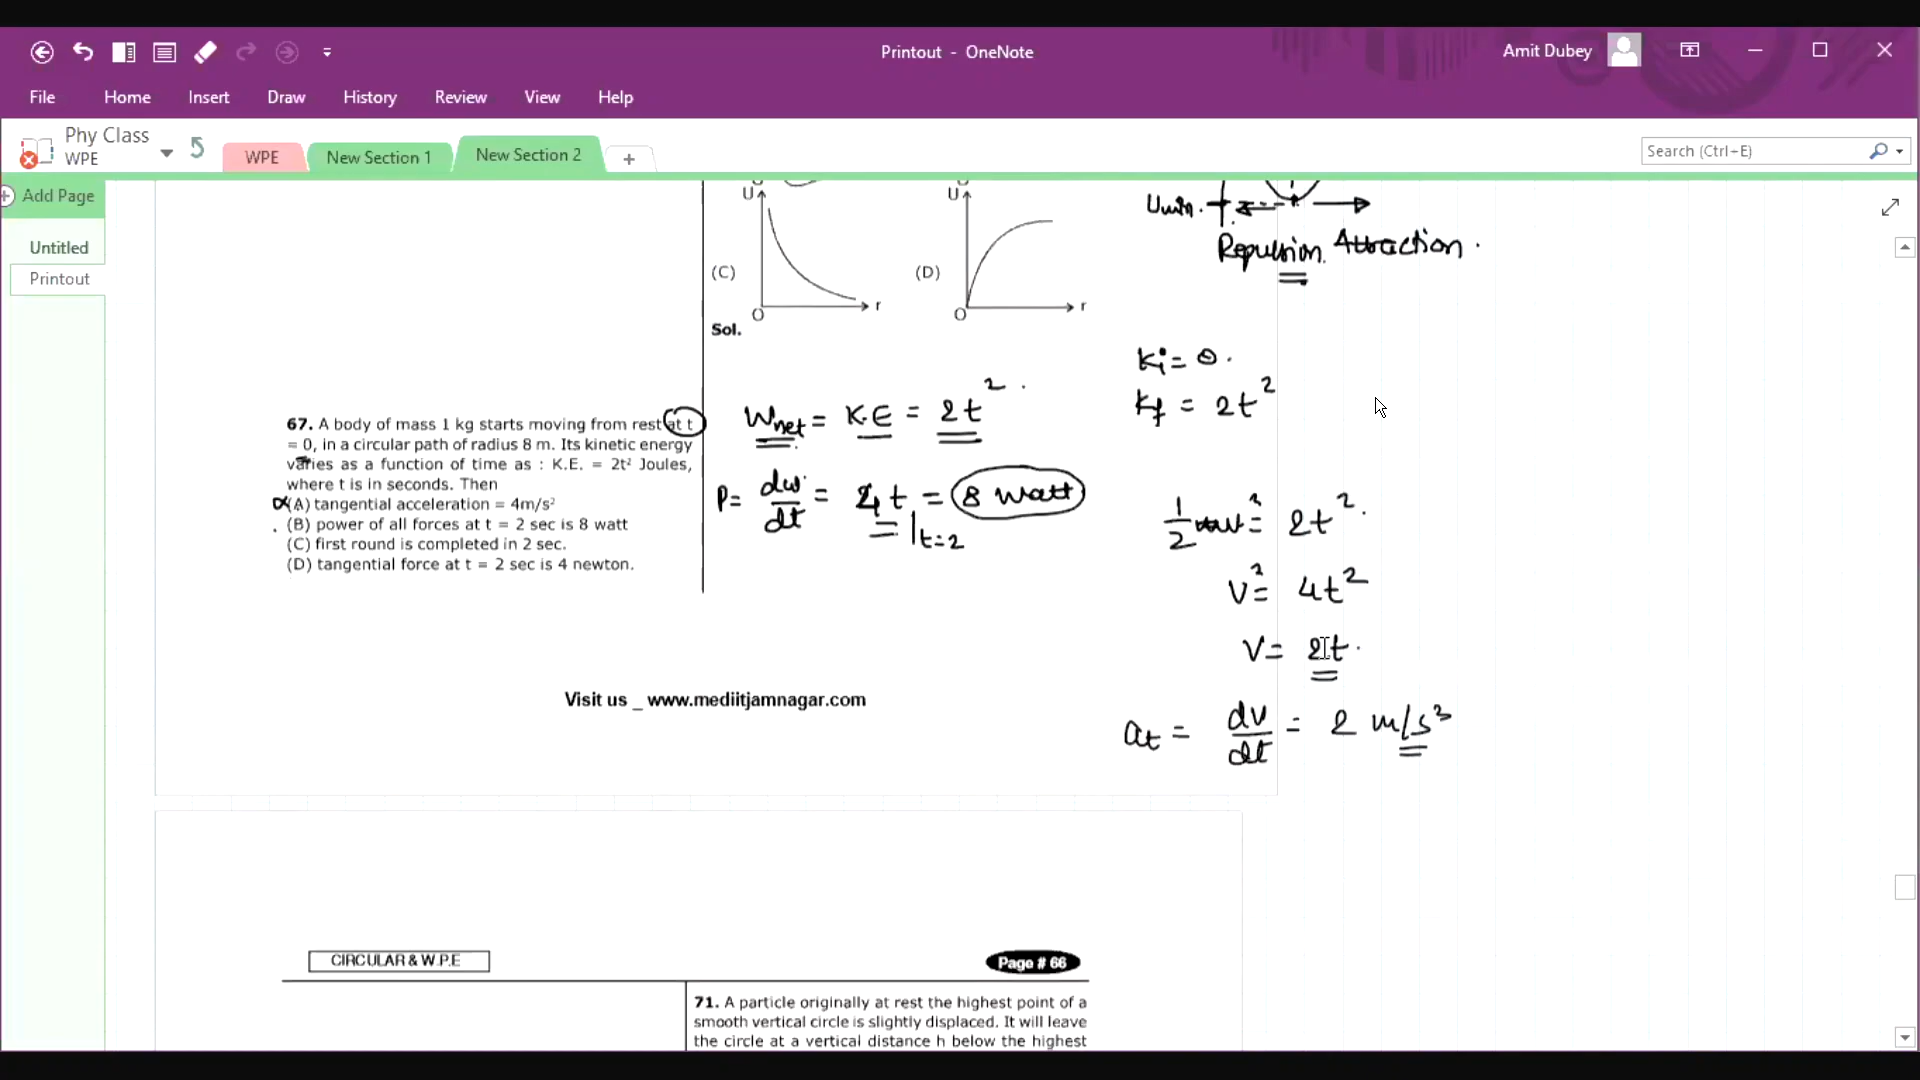 Printout - OneNote
Amit Dubey
File Home Insert Draw History Review View Help
Phy Class
WPE
WPE
New Section 1
New Section 2
+
Search (Ctrl+E)
Add Page
Untitled
Printout
U
U
(C)
(D)
O
r
O
r
Sol.
Umin.
Repulsion. Attraction.
67. A body of mass 1 kg starts moving from rest at t
= 0, in a circular path of radius 8 m. Its kinetic energy
varies as a function of time as : K.E. = 2t² Joules,
where t is in seconds. Then
(A) tangential acceleration = 4m/s²
(B) power of all forces at t = 2 sec is 8 watt
(C) first round is completed in 2 sec.
(D) tangential force at t = 2 sec is 4 newton.
Wnet = K.E = 2t²
P = dw/dt = 4t = 8 watt
t=2
Ki = 0.
Kf = 2t²
1/2 v² = 2t².
v² = 4t²
v = 2t.
at = dv/dt = 2 m/s²
Visit us _ www.mediitjamnagar.com
CIRCULAR & W.P.E
Page # 66
71. A particle originally at rest the highest point of a
smooth vertical circle is slightly displaced. It will leave
the circle at a vertical distance h below the highest